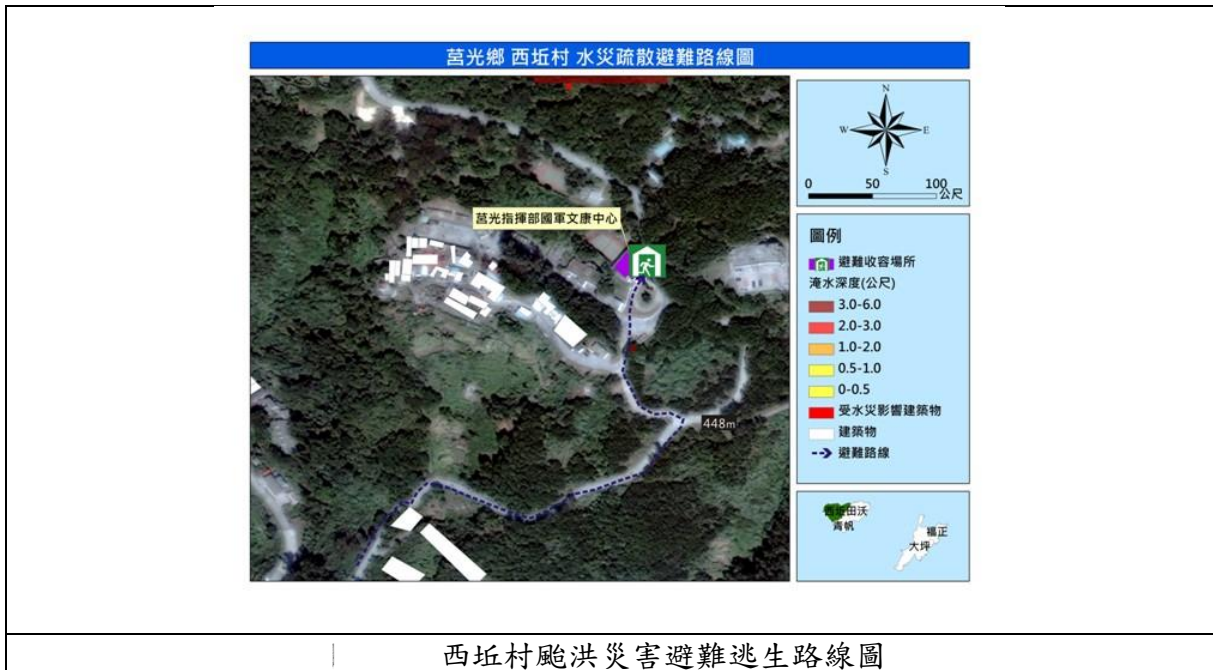 莒光鄉 西坵村 水災疏散避難路線圖
莒光指揮部國軍文康中心
448m
N
W
E
S
0 50 100
公尺
圖例
避難收容場所
淹水深度(公尺)
3.0-6.0
2.0-3.0
1.0-2.0
0.5-1.0
0-0.5
受水災影響建築物
建築物
避難路線
西坵田沃
青帆
福正
大坪
西坵村颱洪災害避難逃生路線圖